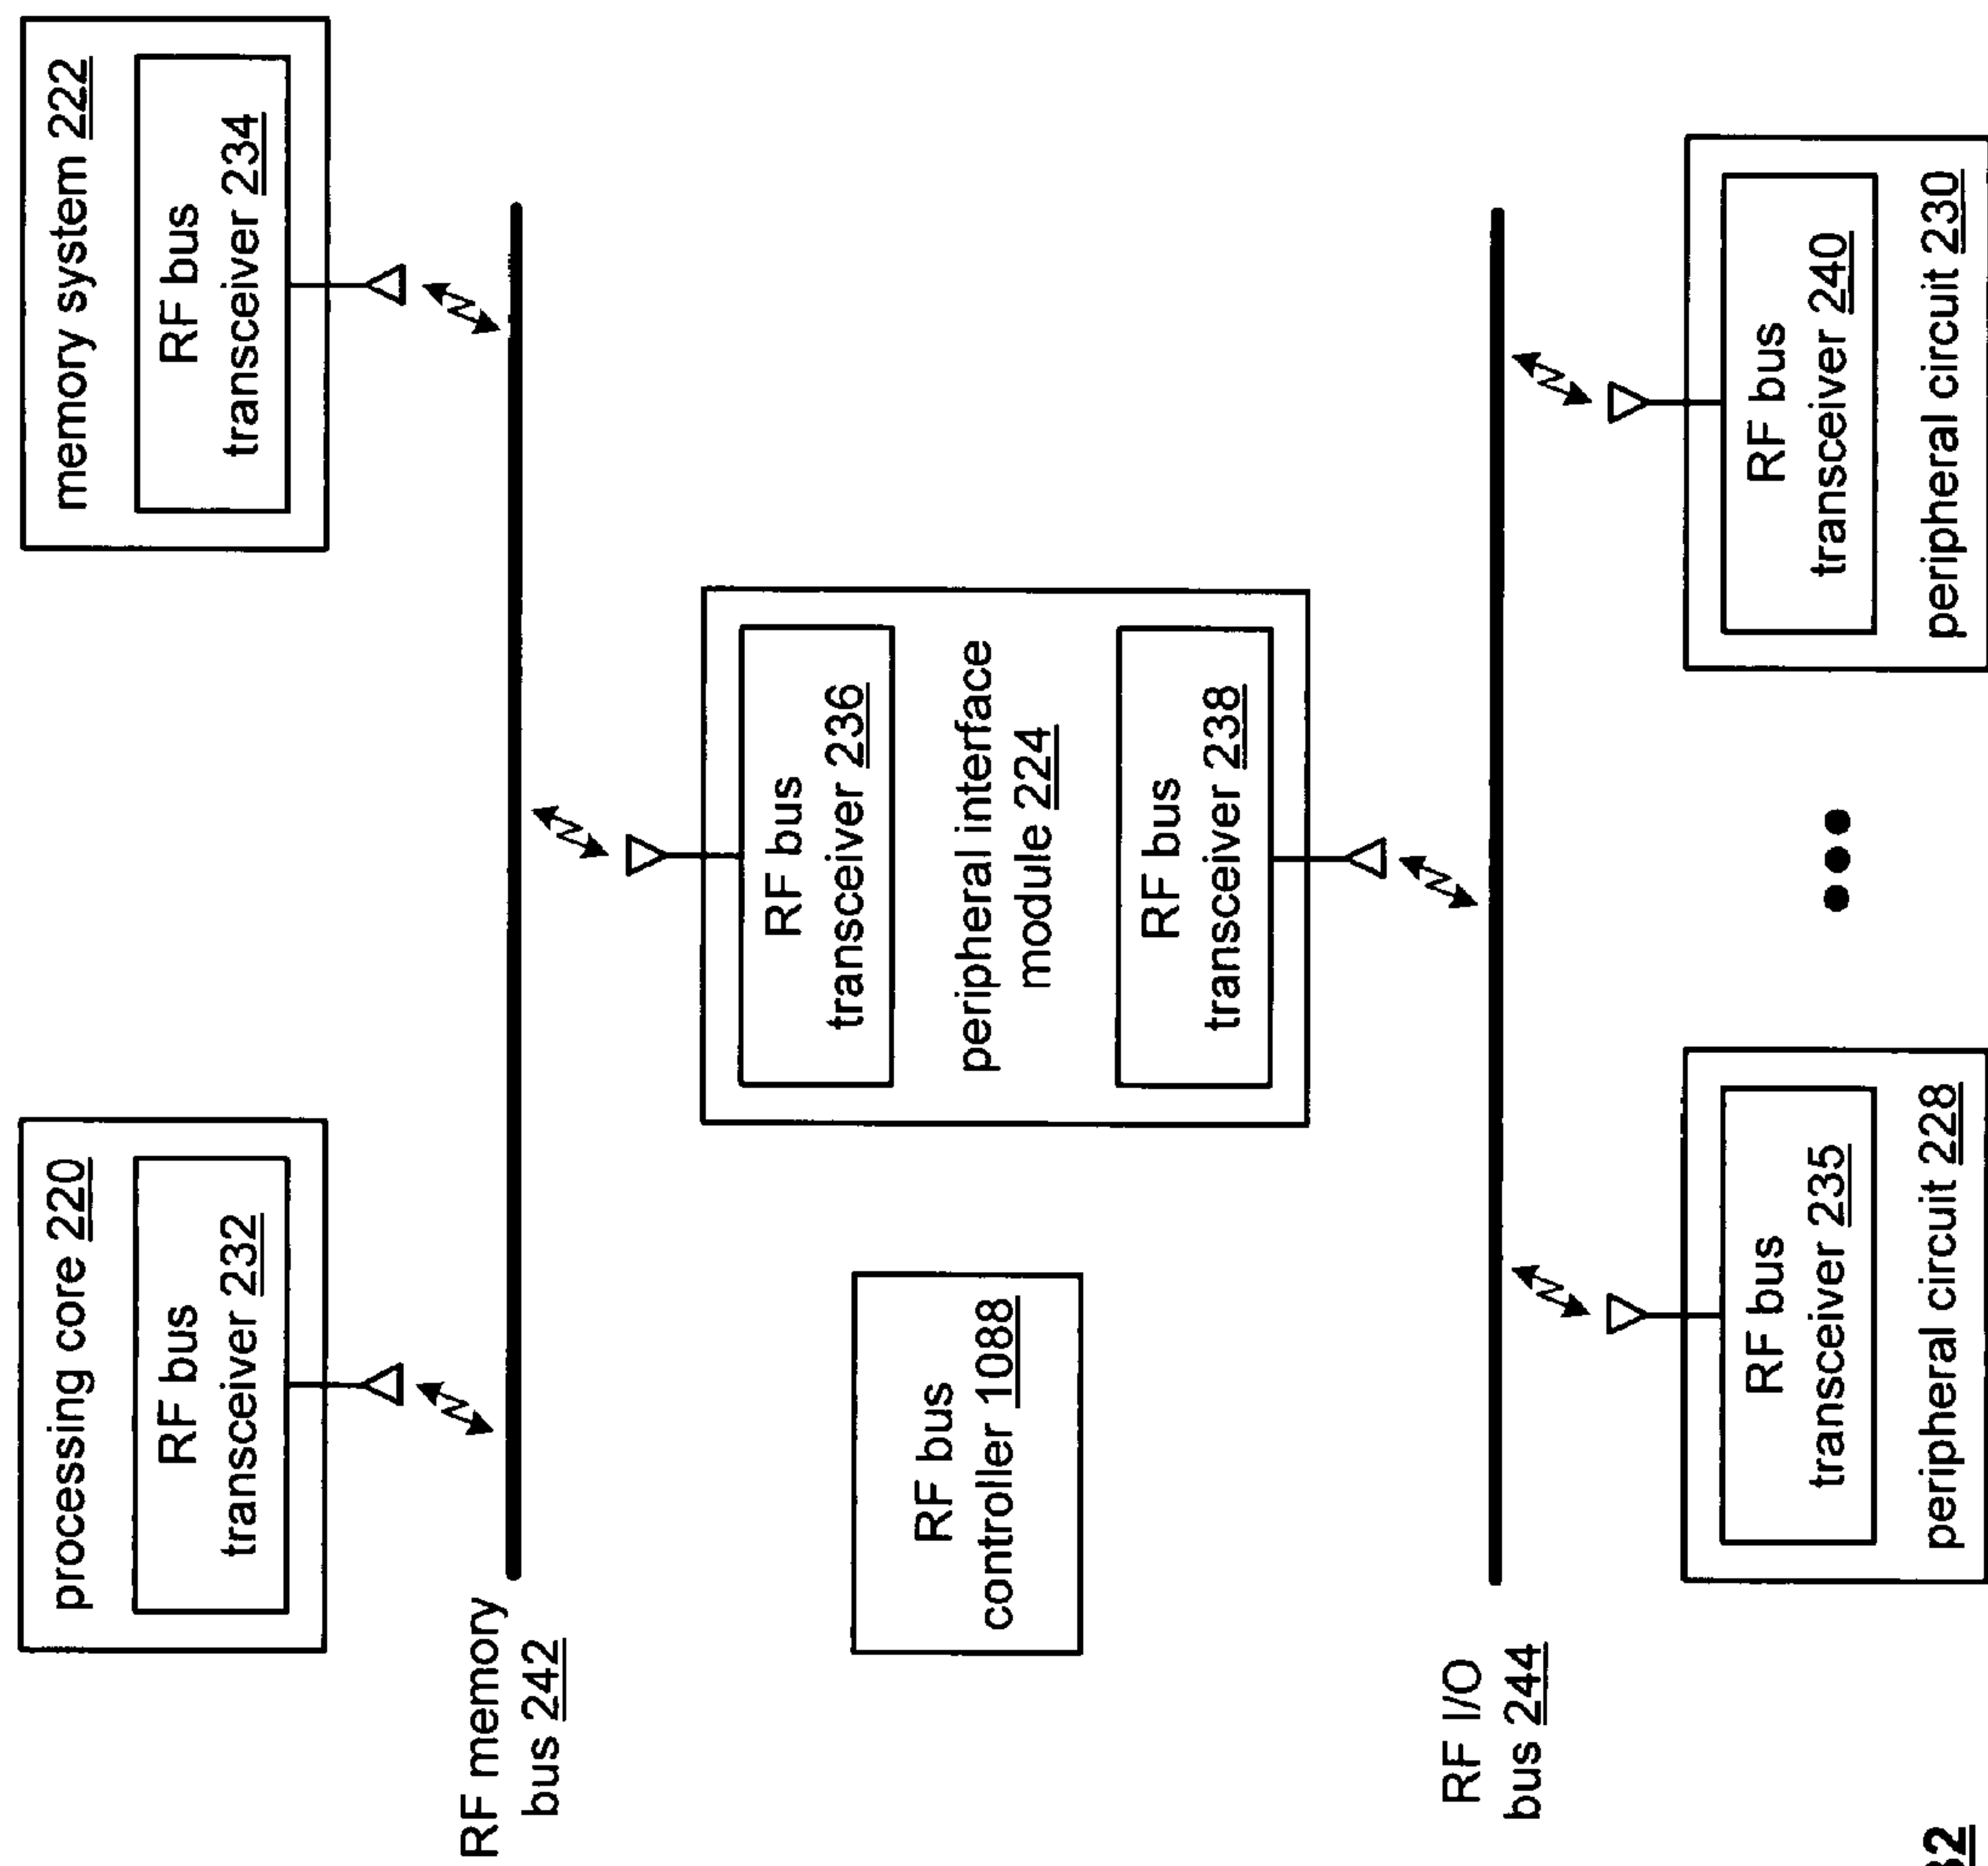 processing core 220
RF bus
transceiver 232
memory system 222
RF bus
transceiver 234
RF memory
bus 242
RF bus
transceiver 236
peripheral interface
module 224
RF bus
transceiver 238
RF bus
controller 1088
RF I/O
bus 244
RF bus
transceiver 235
peripheral circuit 228
RF bus
transceiver 240
peripheral circuit 230